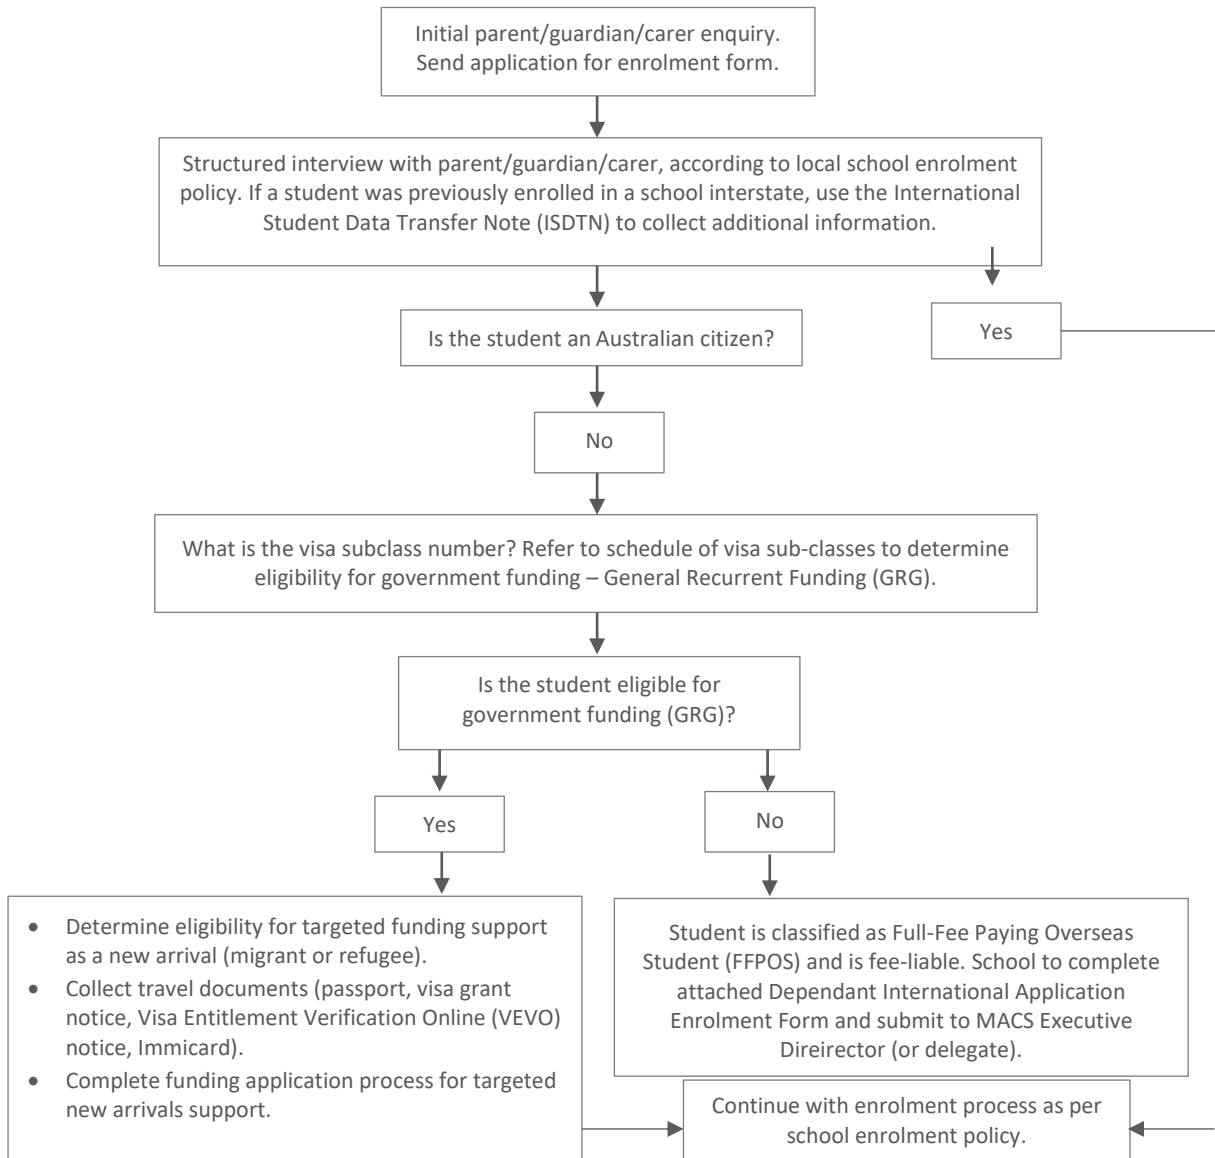 Initial parent/guardian/carer enquiry.
Send application for enrolment form.
Structured interview with parent/guardian/carer, according to local school enrolment
policy. If a student was previously enrolled in a school interstate, use the International
Student Data Transfer Note (ISDTN) to collect additional information.
Is the student an Australian citizen?
Yes
No
What is the visa subclass number? Refer to schedule of visa sub-classes to determine
eligibility for government funding – General Recurrent Funding (GRG).
Is the student eligible for
government funding (GRG)?
Yes
No
• Determine eligibility for targeted funding support
as a new arrival (migrant or refugee).
• Collect travel documents (passport, visa grant
notice, Visa Entitlement Verification Online (VEVO)
notice, Immicard).
• Complete funding application process for targeted
new arrivals support.
Student is classified as Full-Fee Paying Overseas
Student (FFPOS) and is fee-liable. School to complete
attached Dependant International Application
Enrolment Form and submit to MACS Executive
Direirector (or delegate).
Continue with enrolment process as per
school enrolment policy.